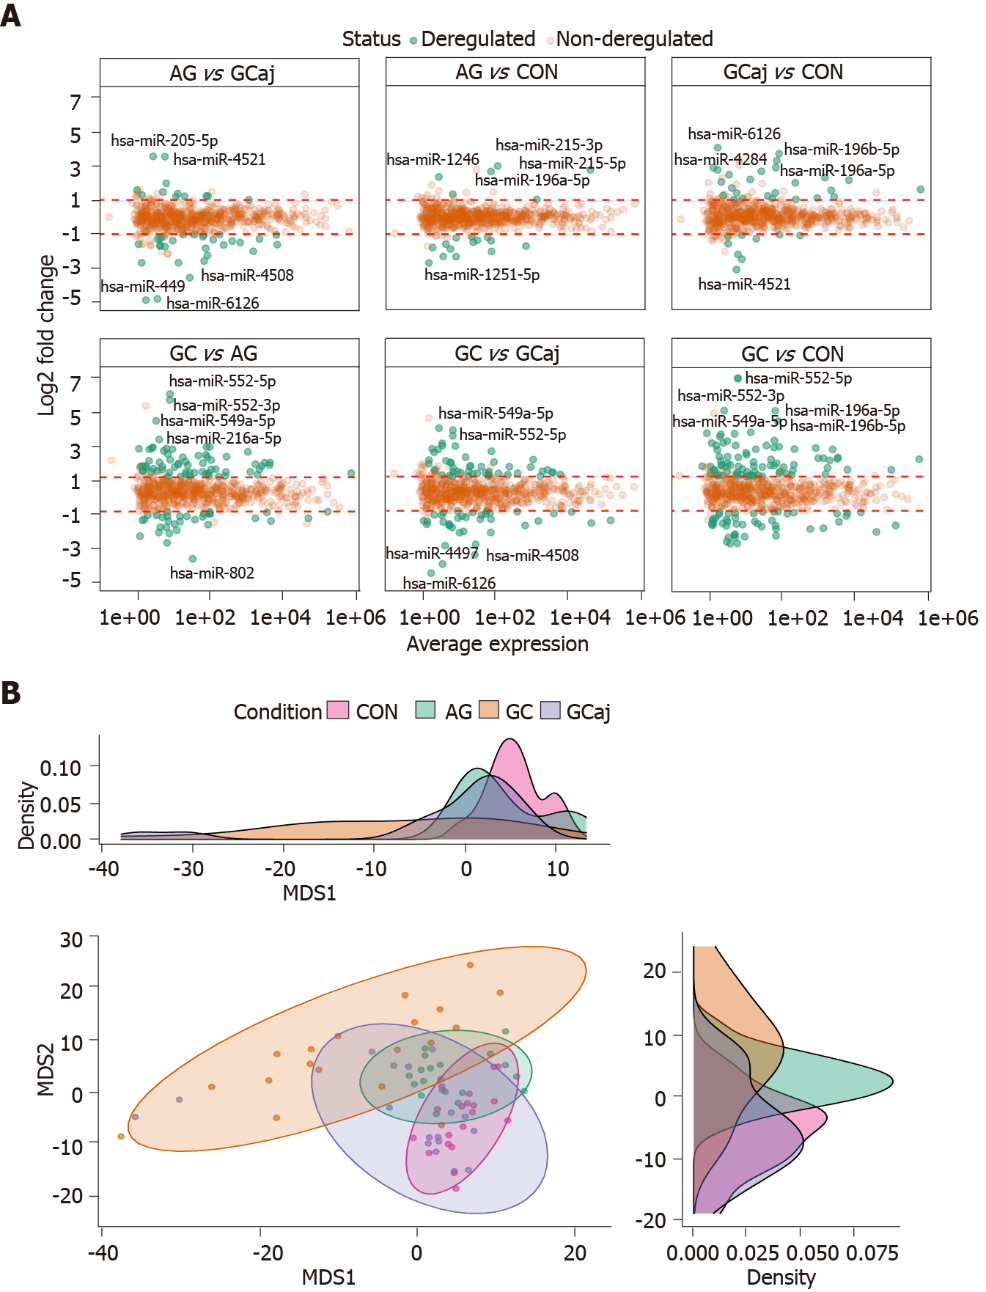 A
Status Deregulated Non-deregulated
AG vs GCaj
AG vs CON
GCaj vs CON
Log2 fold change
7
5
3
1
-1
-3
-5
hsa-miR-205-5p
hsa-miR-4521
hsa-miR-4508
hsa-miR-449
hsa-miR-6126
hsa-miR-215-3p
hsa-miR-1246
hsa-miR-215-5p
hsa-miR-196a-5p
hsa-miR-1251-5p
hsa-miR-6126
hsa-miR-196b-5p
hsa-miR-4284
hsa-miR-196a-5p
hsa-miR-4521
GC vs AG
GC vs GCaj
GC vs CON
7
5
3
1
-1
-3
-5
hsa-miR-552-5p
hsa-miR-552-3p
hsa-miR-549a-5p
hsa-miR-216a-5p
hsa-miR-802
hsa-miR-549a-5p
hsa-miR-552-5p
hsa-miR-4497
hsa-miR-4508
hsa-miR-6126
hsa-miR-552-5p
hsa-miR-552-3p
hsa-miR-196a-5p
hsa-miR-549a-5p
hsa-miR-196b-5p
1e+00 1e+02 1e+04 1e+06
1e+00 1e+02 1e+04 1e+06
1e+00 1e+02 1e+04 1e+06
Average expression
B
Condition CON AG GC GCaj
Density
0.10
0.05
0.00
-40 -30 -20 -10 0 10
MDS1
MDS2
30
20
10
0
-10
-20
-40 -20 0 20
MDS1
20
10
0
-10
-20
0.000 0.025 0.050 0.075
Density